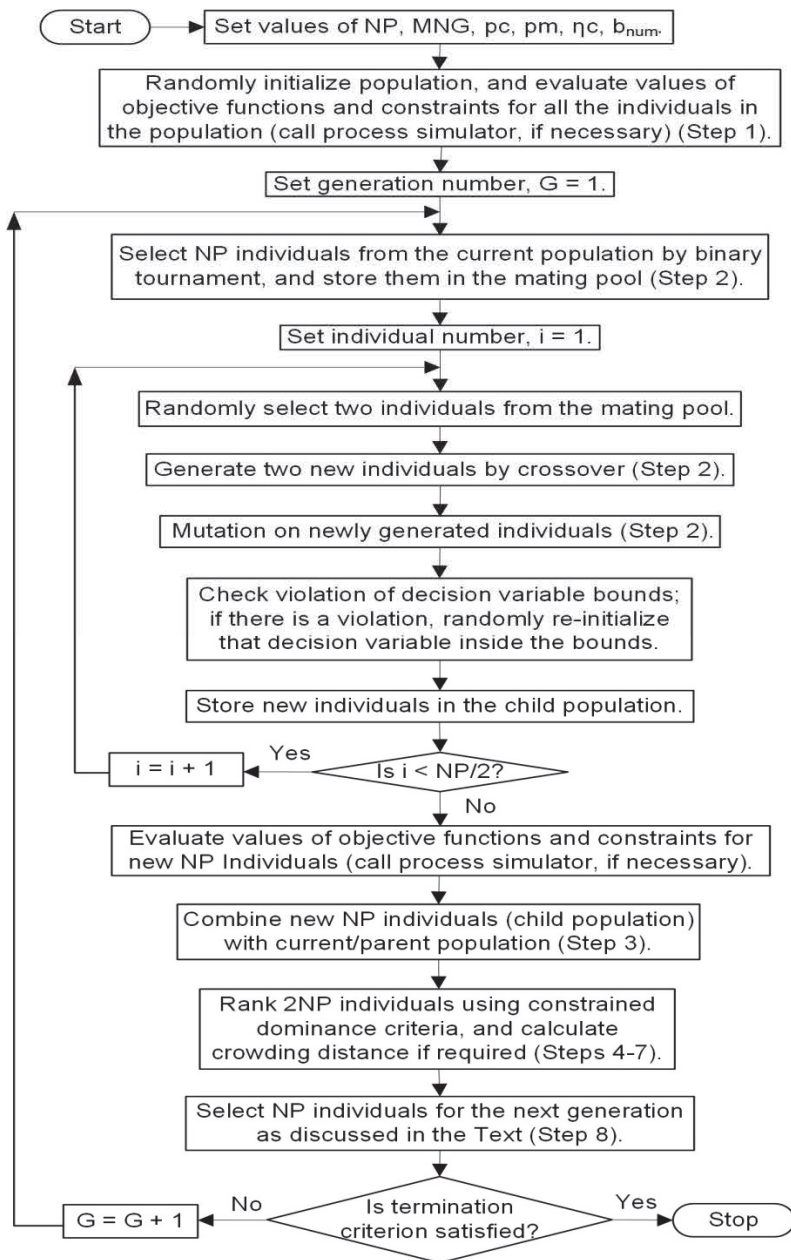 Start
Set values of NP, MNG, pc, pm, ηc, bnum.
Randomly initialize population, and evaluate values of
objective functions and constraints for all the individuals in
the population (call process simulator, if necessary) (Step 1).
Set generation number, G = 1.
Select NP individuals from the current population by binary
tournament, and store them in the mating pool (Step 2).
Set individual number, i = 1.
Randomly select two individuals from the mating pool.
Generate two new individuals by crossover (Step 2).
Mutation on newly generated individuals (Step 2).
Check violation of decision variable bounds;
if there is a violation, randomly re-initialize
that decision variable inside the bounds.
Store new individuals in the child population.
i = i + 1
Yes
Is i < NP/2?
No
Evaluate values of objective functions and constraints for
new NP Individuals (call process simulator, if necessary).
Combine new NP individuals (child population)
with current/parent population (Step 3).
Rank 2NP individuals using constrained
dominance criteria, and calculate
crowding distance if required (Steps 4-7).
Select NP individuals for the next generation
as discussed in the Text (Step 8).
G = G + 1
No
Is termination
criterion satisfied?
Yes
Stop